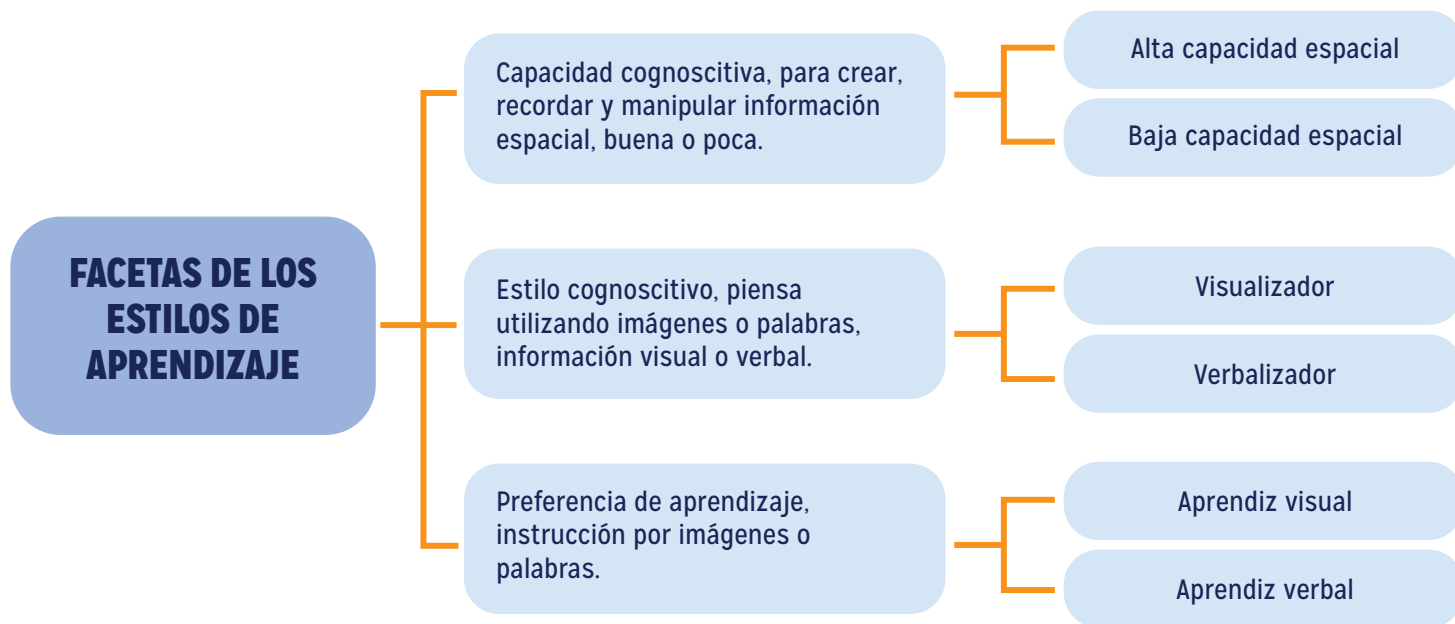 FACETAS DE LOS
ESTILOS DE
APRENDIZAJE
Capacidad cognoscitiva, para crear,
recordar y manipular información
espacial, buena o poca.
Alta capacidad espacial
Baja capacidad espacial
Estilo cognoscitivo, piensa
utilizando imágenes o palabras,
información visual o verbal.
Visualizador
Verbalizador
Preferencia de aprendizaje,
instrucción por imágenes o
palabras.
Aprendiz visual
Aprendiz verbal